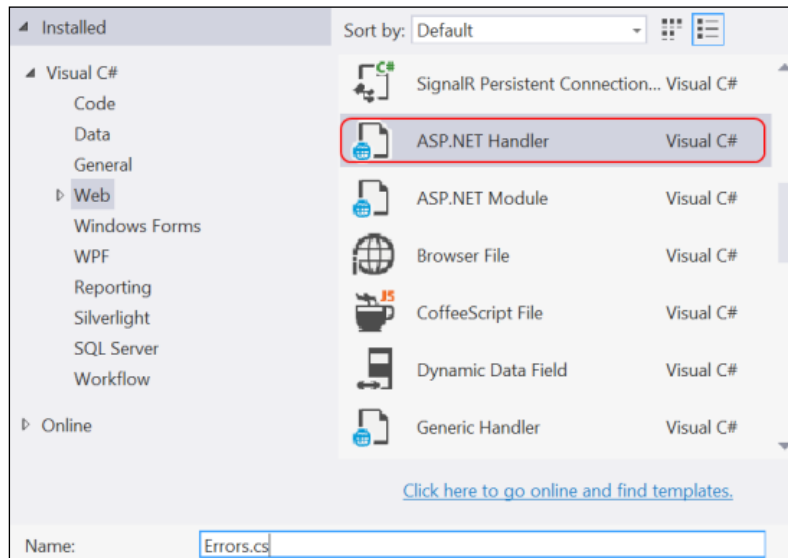 Installed
Sort by: Default
Visual C#
Code
Data
General
Web
Windows Forms
WPF
Reporting
Silverlight
SQL Server
Workflow
Online
C#
SignalR Persistent Connection... Visual C#
ASP.NET Handler Visual C#
ASP.NET Module Visual C#
Browser File Visual C#
JS
CoffeeScript File Visual C#
Dynamic Data Field Visual C#
Generic Handler Visual C#
Click here to go online and find templates.
Name: Errors.cs